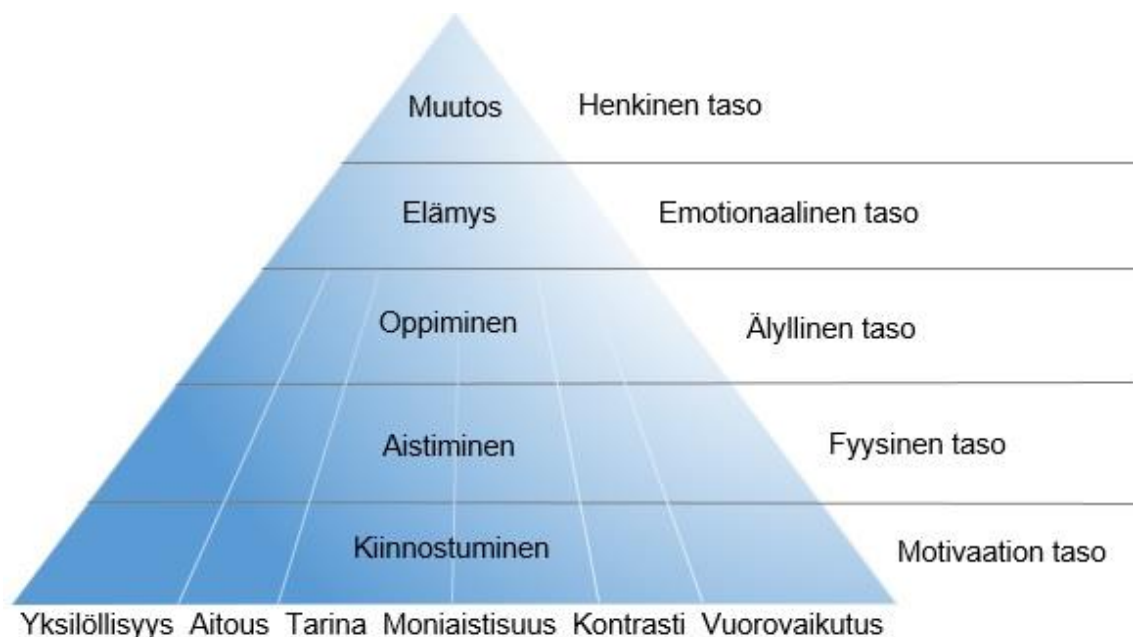 Muutos Henkinen taso
Elämys Emotionaalinen taso
Oppiminen Älyllinen taso
Aistiminen Fyysinen taso
Kiinnostuminen Motivaation taso
Yksilöllisyys Aitous Tarina Moniaistisuus Kontrasti Vuorovaikutus